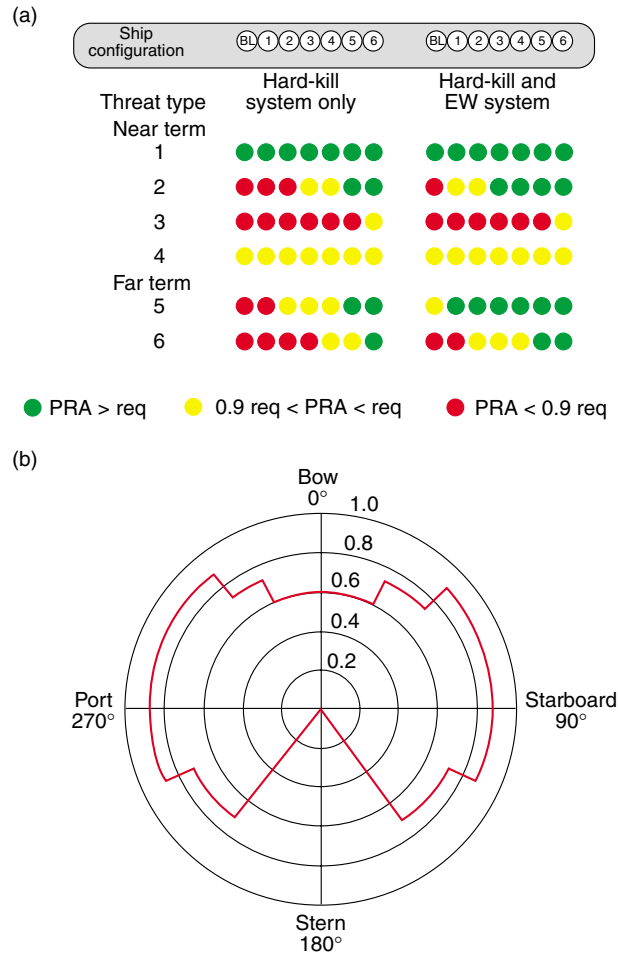 (a)
Ship configuration
BL 1 2 3 4 5 6
BL 1 2 3 4 5 6
Threat type
Hard-kill system only
Hard-kill and EW system
Near term
1
2
3
4
Far term
5
6
PRA > req
0.9 req < PRA < req
PRA < 0.9 req
(b)
Bow
0°
1.0
0.8
0.6
0.4
0.2
Port
270°
Starboard
90°
Stern
180°